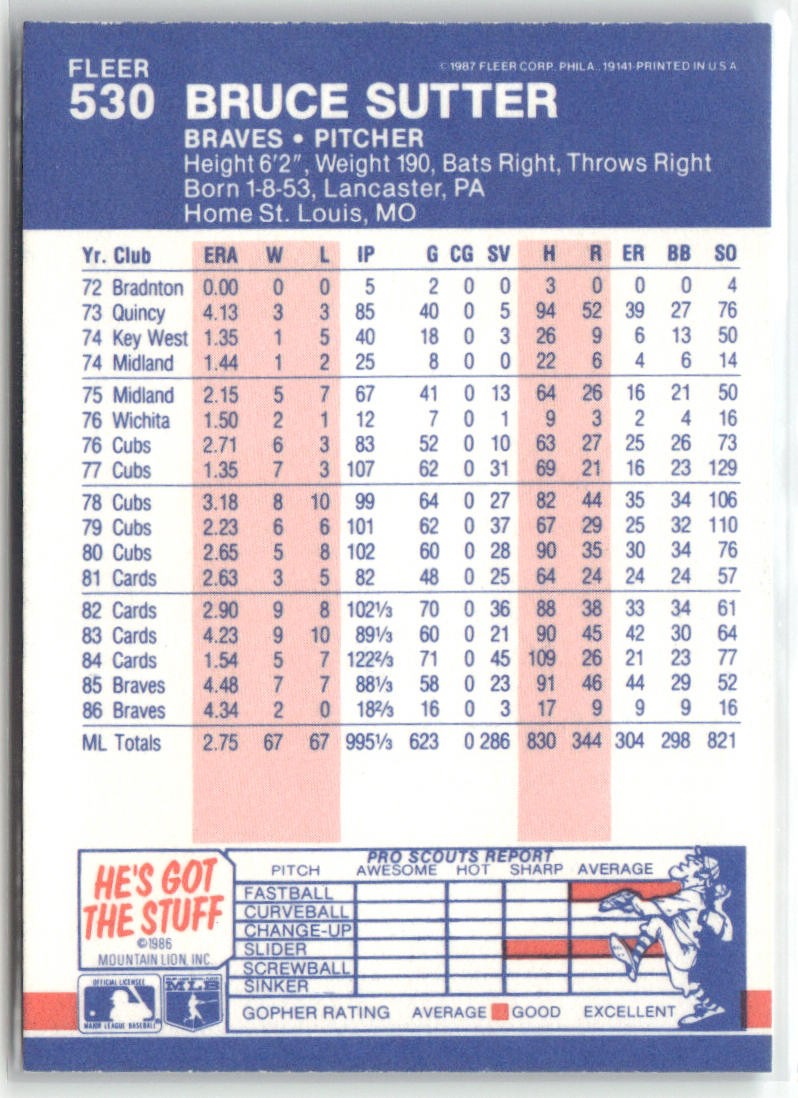 FLEER
©1987 FLEER CORP. PHILA., 19141-PRINTED IN U.S.A.
530 BRUCE SUTTER
BRAVES • PITCHER
Height 6'2", Weight 190, Bats Right, Throws Right
Born 1-8-53, Lancaster, PA
Home St. Louis, MO
Yr. Club ERA W L IP G CG SV H R ER BB SO
72 Bradnton 0.00 0 0 5 2 0 0 3 0 0 0 4
73 Quincy 4.13 3 3 85 40 0 5 94 52 39 27 76
74 Key West 1.35 1 5 40 18 0 3 26 9 6 13 50
74 Midland 1.44 1 2 25 8 0 0 22 6 4 6 14
75 Midland 2.15 5 7 67 41 0 13 64 26 16 21 50
76 Wichita 1.50 2 1 12 7 0 1 9 3 2 4 16
76 Cubs 2.71 6 3 83 52 0 10 63 27 25 26 73
77 Cubs 1.35 7 3 107 62 0 31 69 21 16 23 129
78 Cubs 3.18 8 10 99 64 0 27 82 44 35 34 106
79 Cubs 2.23 6 6 101 62 0 37 67 29 25 32 110
80 Cubs 2.65 5 8 102 60 0 28 90 35 30 34 76
81 Cards 2.63 3 5 82 48 0 25 64 24 24 24 57
82 Cards 2.90 9 8 102⅓ 70 0 36 88 38 33 34 61
83 Cards 4.23 9 10 89⅓ 60 0 21 90 45 42 30 64
84 Cards 1.54 5 7 122⅔ 71 0 45 109 26 21 23 77
85 Braves 4.48 7 7 88⅓ 58 0 23 91 46 44 29 52
86 Braves 4.34 2 0 18⅔ 16 0 3 17 9 9 9 16
ML Totals 2.75 67 67 995⅓ 623 0 286 830 344 304 298 821
HE'S GOT
THE STUFF
©1986
MOUNTAIN LION, INC.
PRO SCOUTS REPORT
PITCH AWESOME HOT SHARP AVERAGE
FASTBALL
CURVEBALL
CHANGE-UP
SLIDER
SCREWBALL
SINKER
GOPHER RATING AVERAGE GOOD EXCELLENT
OFFICIAL LICENSEE
MAJOR LEAGUE BASEBALL
MLB